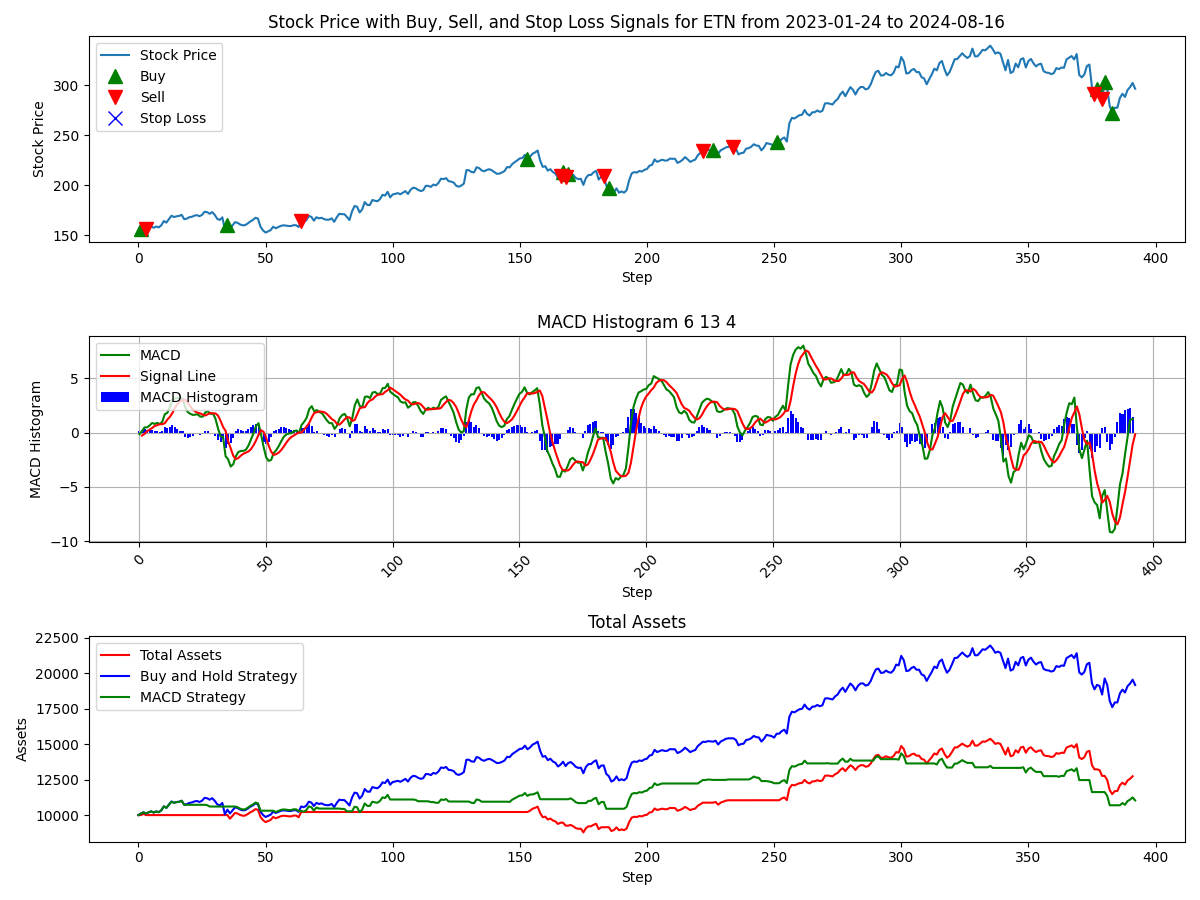 Stock Price with Buy, Sell, and Stop Loss Signals for ETN from 2023-01-24 to 2024-08-16
Stock Price
Buy
Sell
Stop Loss
Stock Price
300
250
200
150
0 50 100 150 200 250 300 350 400
Step
MACD Histogram 6 13 4
MACD
Signal Line
MACD Histogram
MACD Histogram
5
0
−5
−10
0 50 100 150 200 250 300 350 400
Step
Total Assets
Total Assets
Buy and Hold Strategy
MACD Strategy
Assets
22500
20000
17500
15000
12500
10000
0 50 100 150 200 250 300 350 400
Step